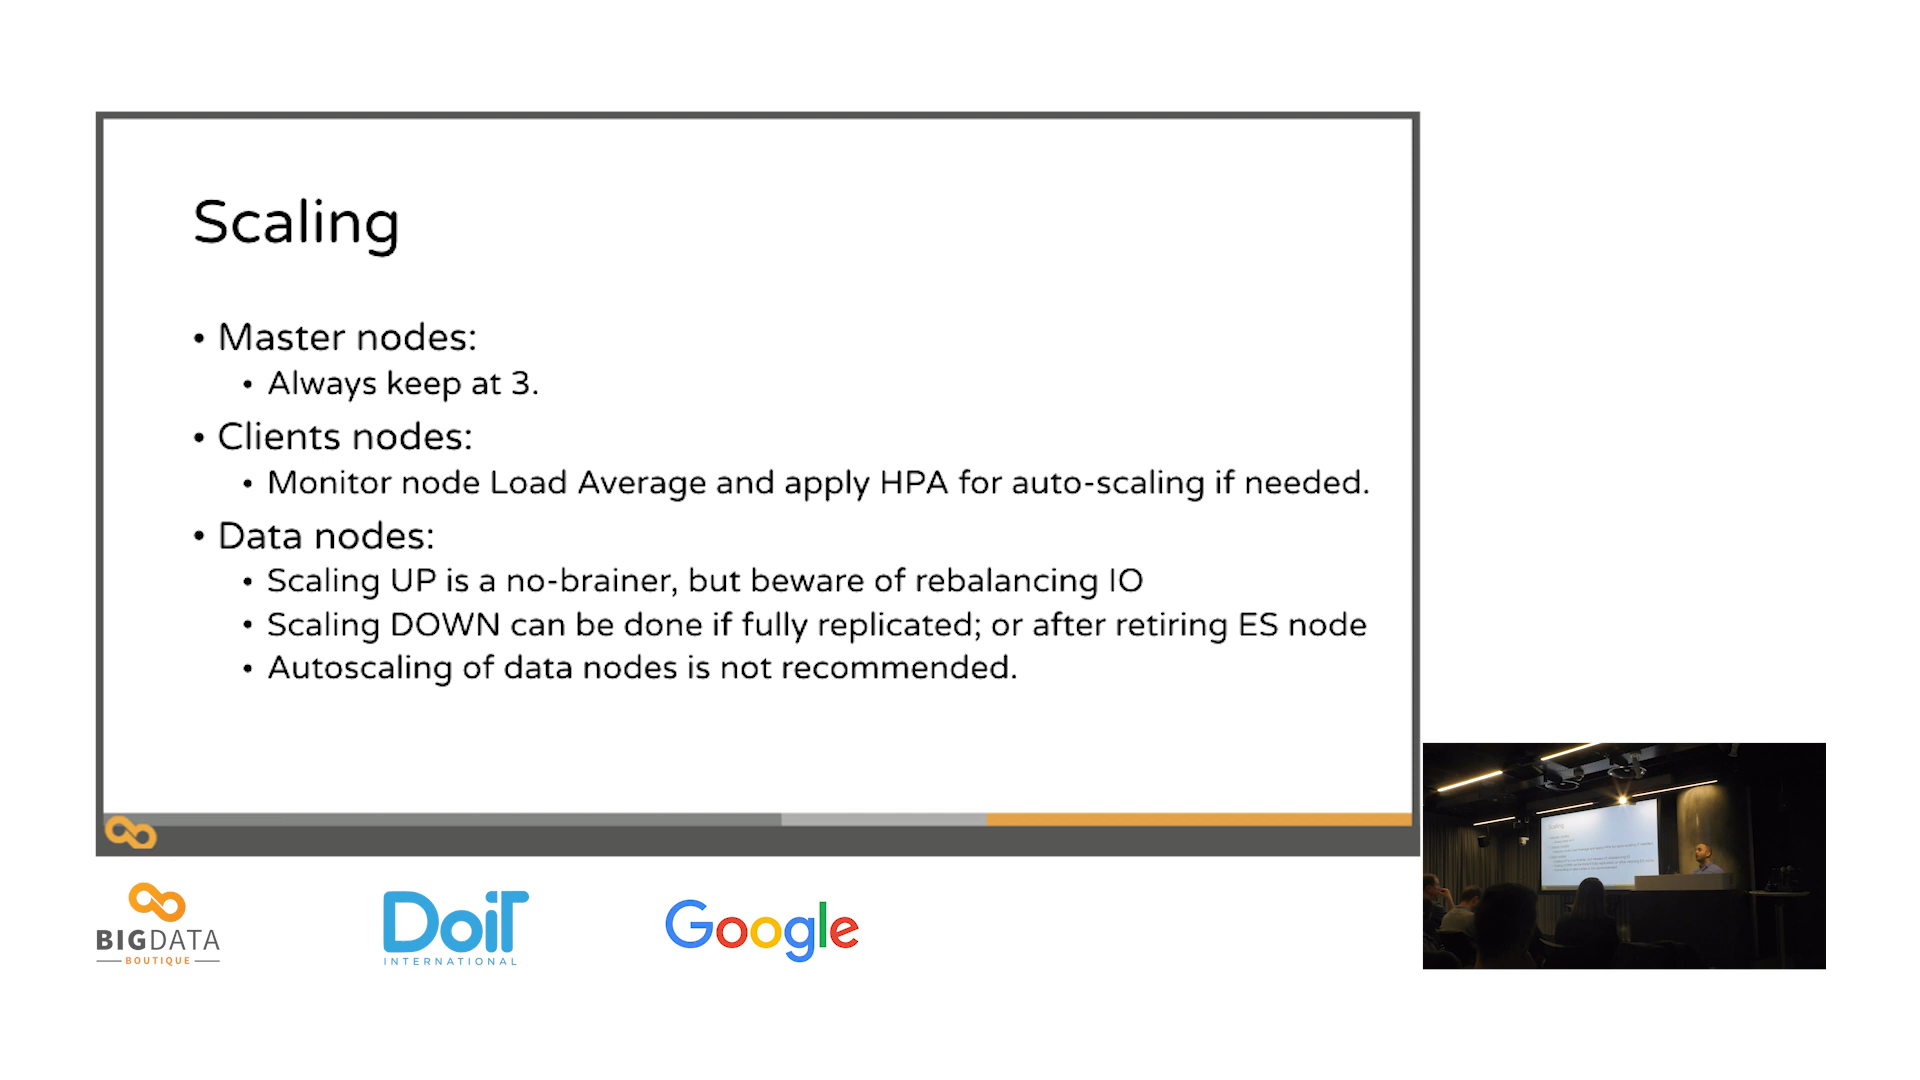 Scaling
• Master nodes:
• Always keep at 3.
• Clients nodes:
• Monitor node Load Average and apply HPA for auto-scaling if needed.
• Data nodes:
• Scaling UP is a no-brainer, but beware of rebalancing IO
• Scaling DOWN can be done if fully replicated; or after retiring ES node
• Autoscaling of data nodes is not recommended.
BIGDATA
BOUTIQUE
DoiT
INTERNATIONAL
Google
Scaling